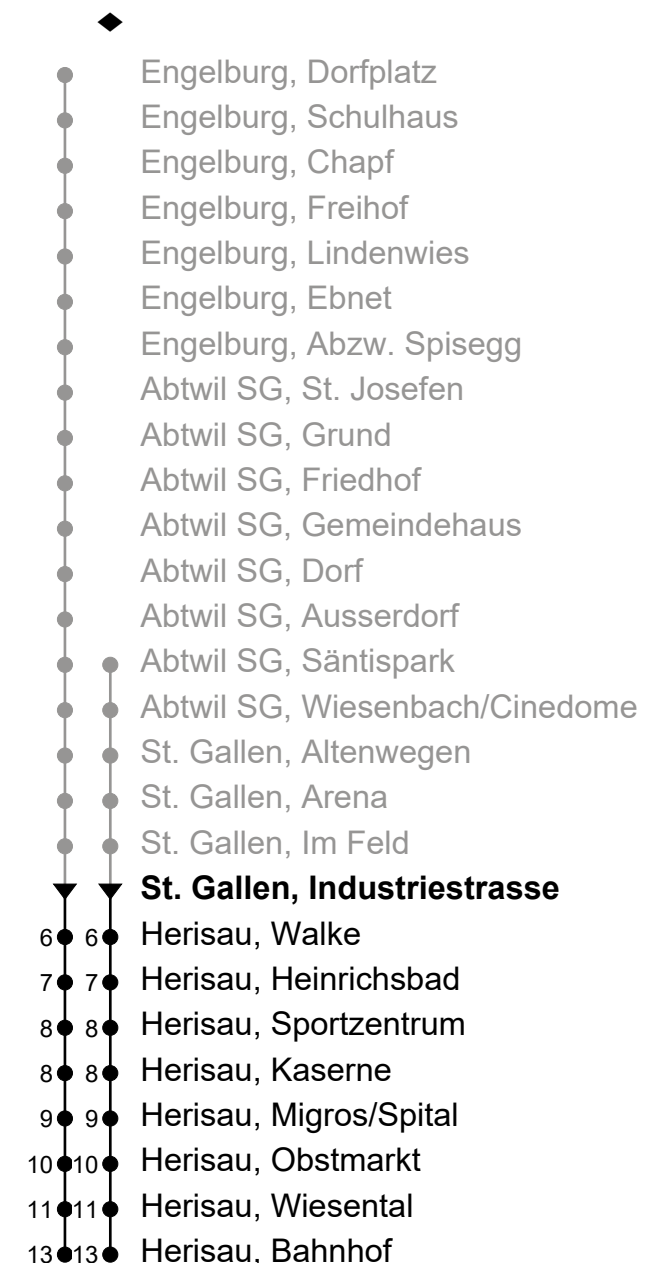 Engelburg, Dorfplatz
Engelburg, Schulhaus
Engelburg, Chapf
Engelburg, Freihof
Engelburg, Lindenwies
Engelburg, Ebnet
Engelburg, Abzw. Spisegg
Abtwil SG, St. Josefen
Abtwil SG, Grund
Abtwil SG, Friedhof
Abtwil SG, Gemeindehaus
Abtwil SG, Dorf
Abtwil SG, Ausserdorf
Abtwil SG, Säntispark
Abtwil SG, Wiesenbach/Cinedome
St. Gallen, Altenwegen
St. Gallen, Arena
St. Gallen, Im Feld
St. Gallen, Industriestrasse
6 6 Herisau, Walke
7 7 Herisau, Heinrichsbad
8 8 Herisau, Sportzentrum
8 8 Herisau, Kaserne
9 9 Herisau, Migros/Spital
10 10 Herisau, Obstmarkt
11 11 Herisau, Wiesental
13 13 Herisau, Bahnhof